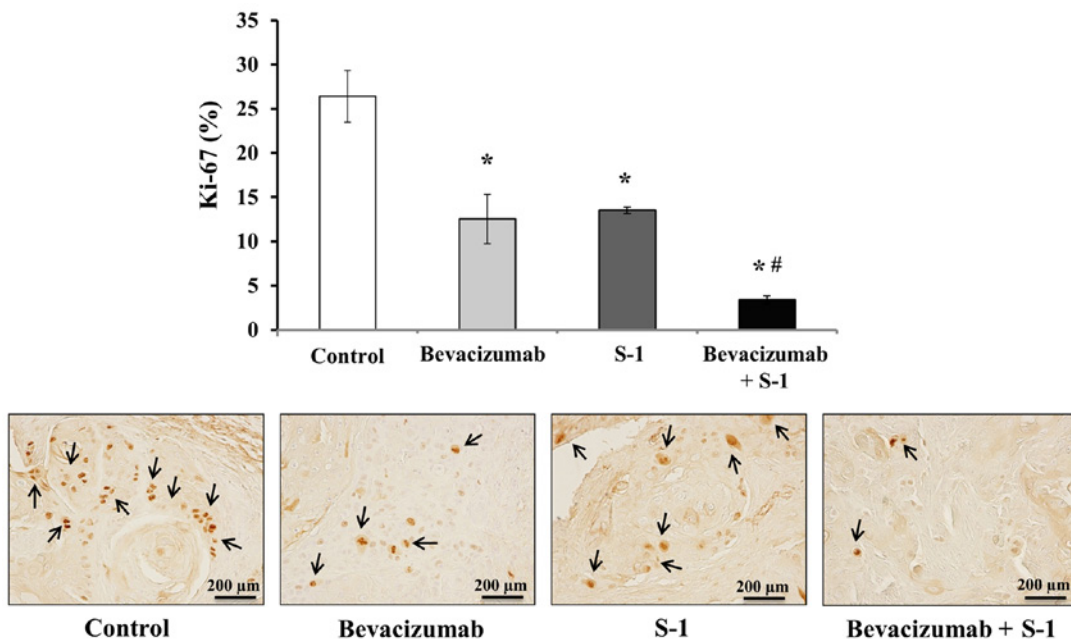 35
30
25
20
15
10
5
0
Ki-67 (%)
*
*
* #
Control
Bevacizumab
S-1
Bevacizumab
+ S-1
200 µm
200 µm
200 µm
200 µm
Control
Bevacizumab
S-1
Bevacizumab + S-1